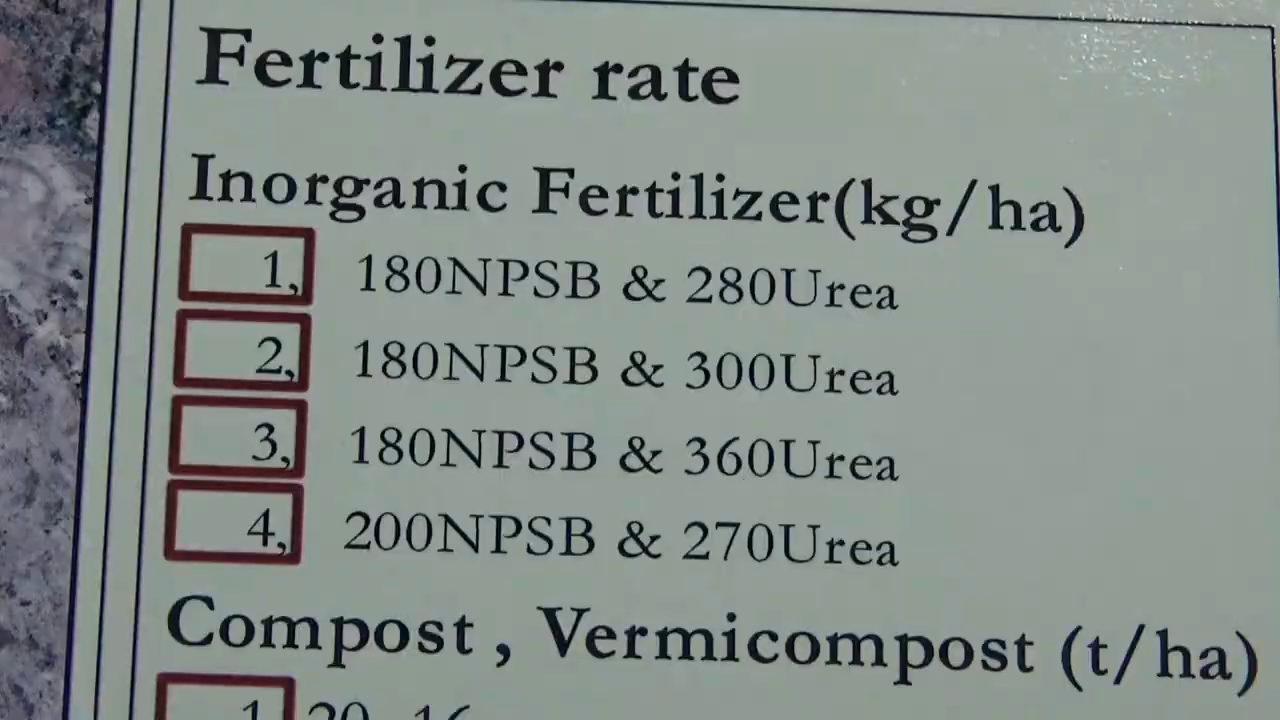 Fertilizer rate
Inorganic Fertilizer(kg/ha)
1, 180NPSB & 280Urea
2, 180NPSB & 300Urea
3, 180NPSB & 360Urea
4, 200NPSB & 270Urea
Compost , Vermicompost (t/ha)